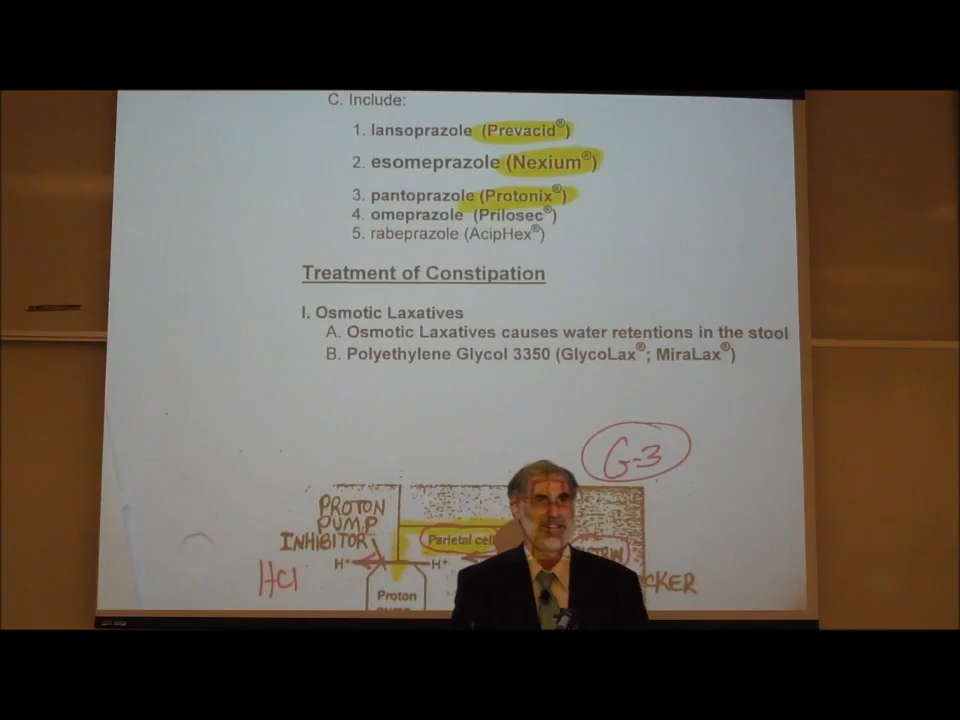 C. Include:
1. lansoprazole (Prevacid®)
2. esomeprazole (Nexium®)
3. pantoprazole (Protonix®)
4. omeprazole (Prilosec®)
5. rabeprazole (AcipHex®)
Treatment of Constipation
I. Osmotic Laxatives
A. Osmotic Laxatives causes water retentions in the stool
B. Polyethylene Glycol 3350 (GlycoLax®; MiraLax®)
G-3
PROTON
PUMP
INHIBITOR
Parietal cell
H+
H+
HCl
CKER
Proton